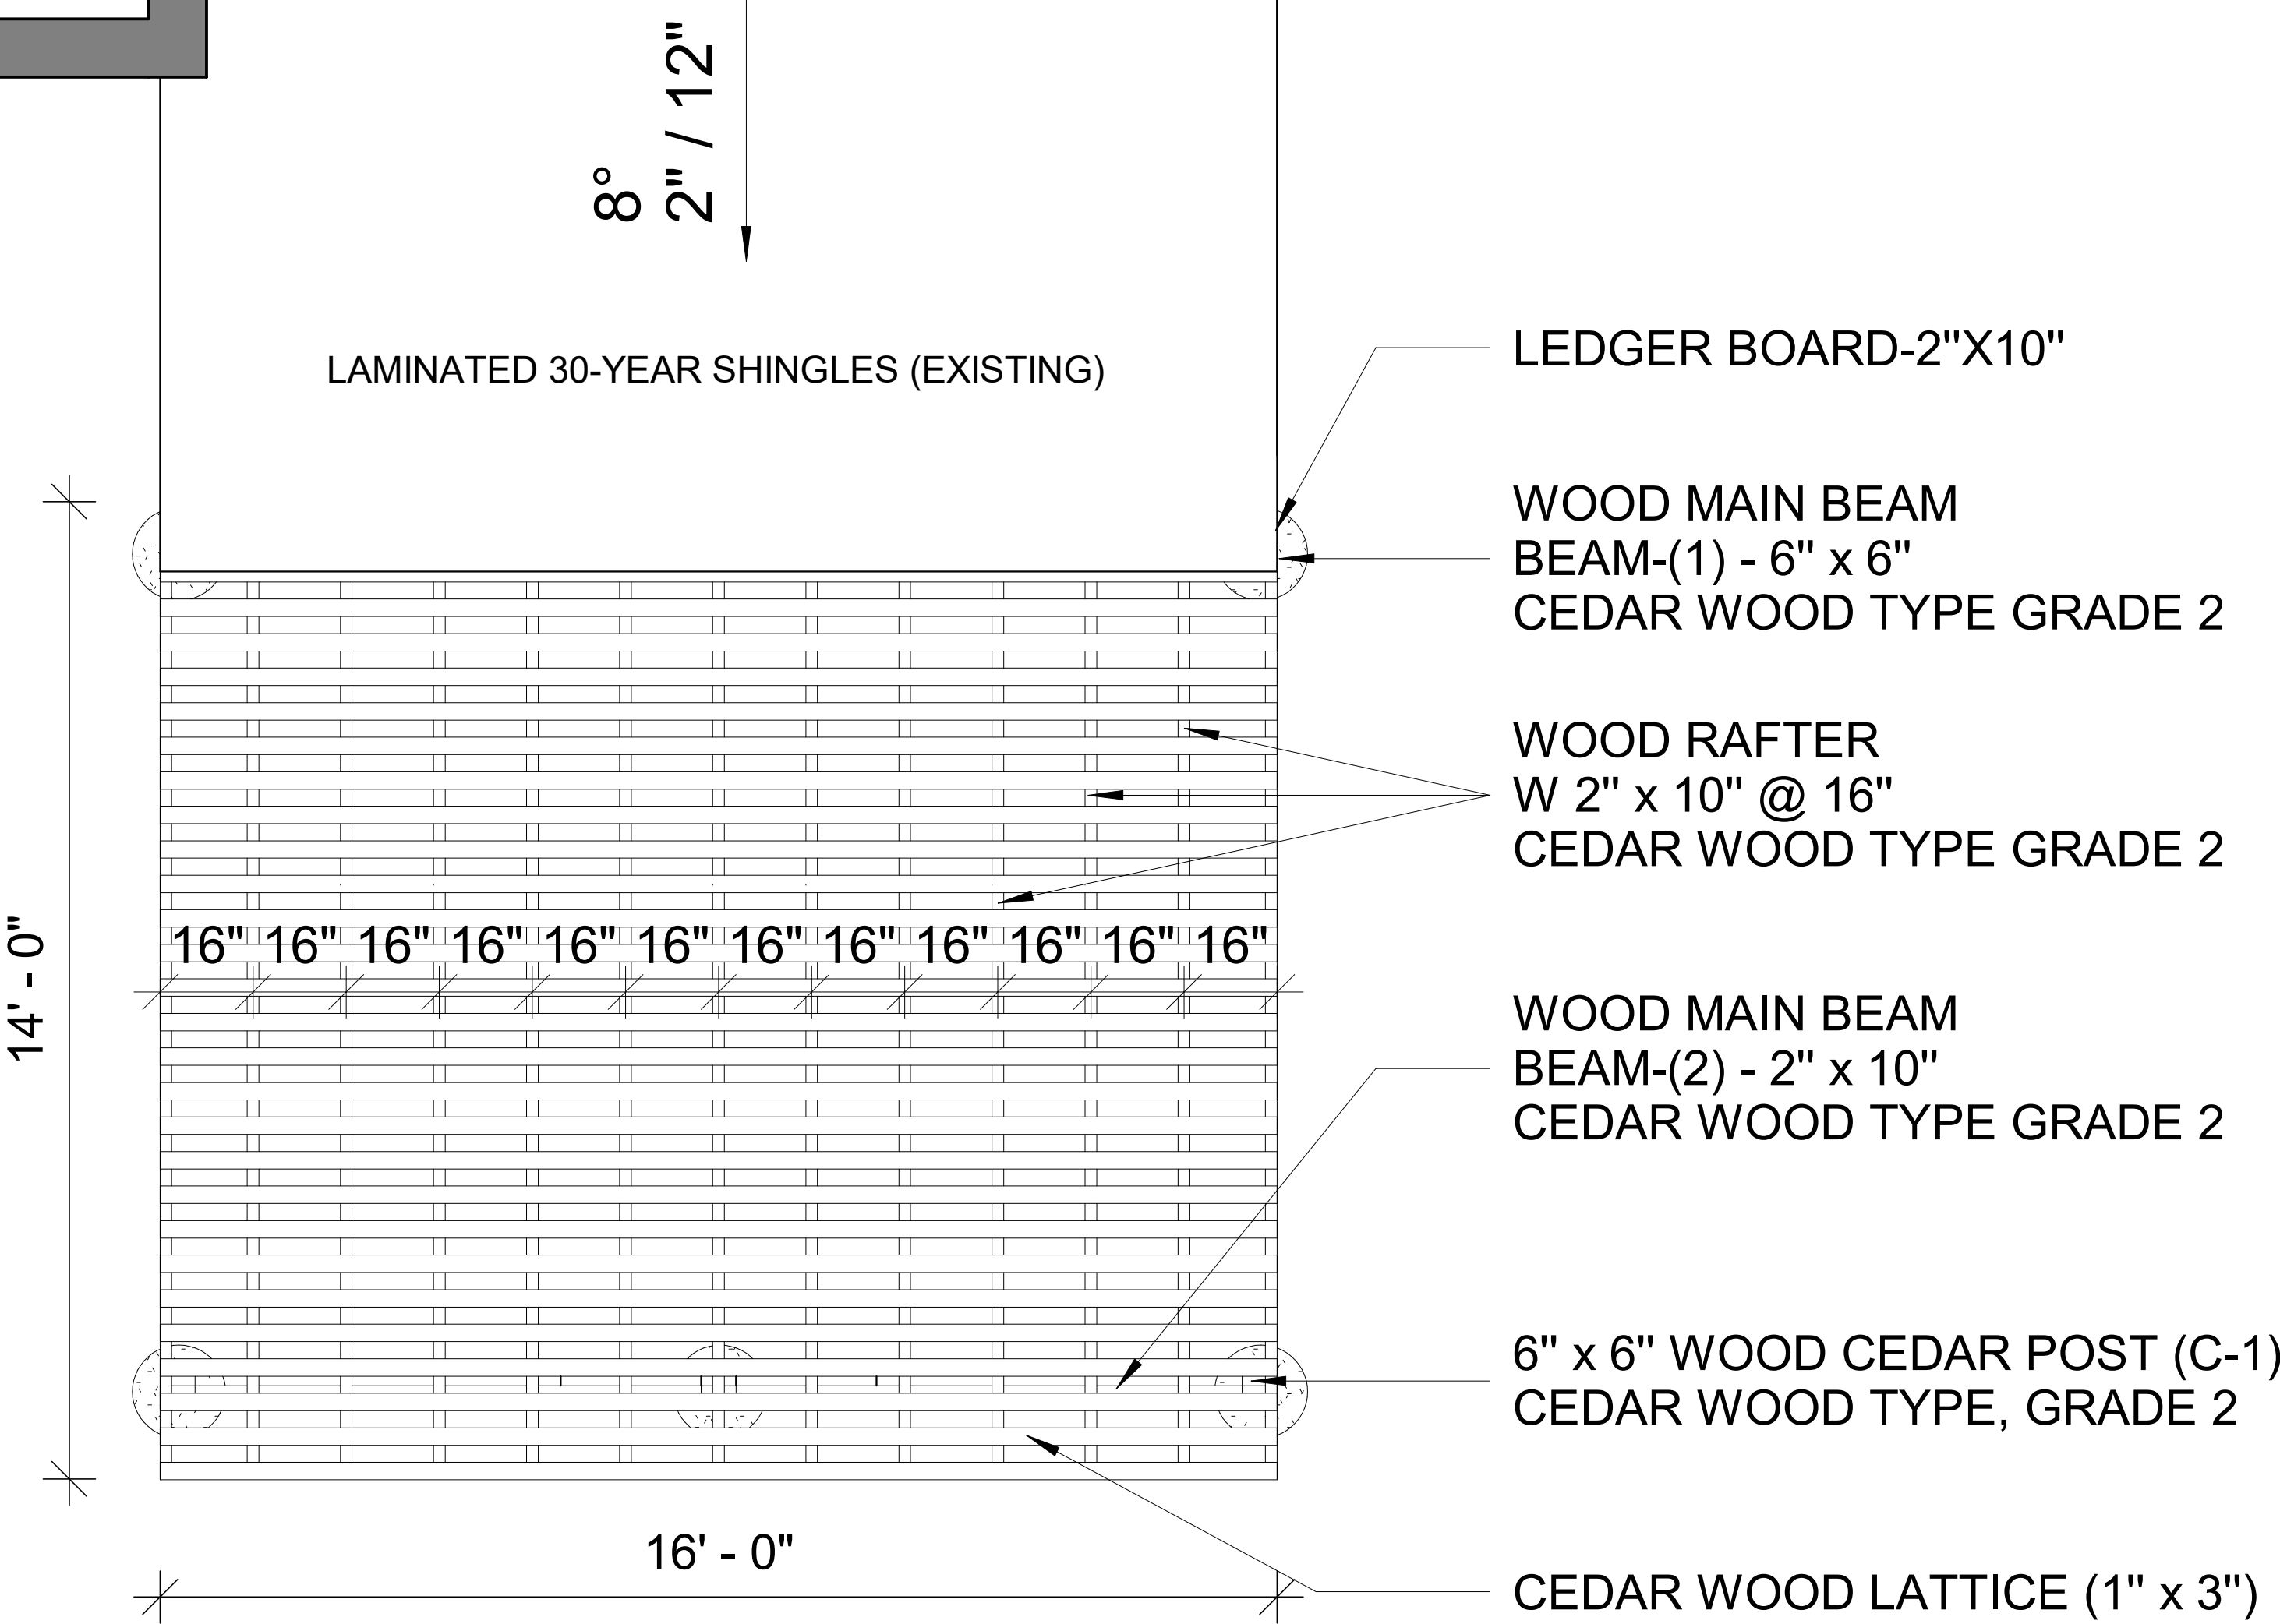 8°
2" / 12"
LAMINATED 30-YEAR SHINGLES (EXISTING)
LEDGER BOARD-2"X10"
WOOD MAIN BEAM
BEAM-(1) - 6" x 6"
CEDAR WOOD TYPE GRADE 2
WOOD RAFTER
W 2" x 10" @ 16"
CEDAR WOOD TYPE GRADE 2
14' - 0"
16" 16" 16" 16" 16" 16" 16" 16" 16" 16" 16" 16"
WOOD MAIN BEAM
BEAM-(2) - 2" x 10"
CEDAR WOOD TYPE GRADE 2
6" x 6" WOOD CEDAR POST (C-1)
CEDAR WOOD TYPE, GRADE 2
16' - 0"
CEDAR WOOD LATTICE (1" x 3")